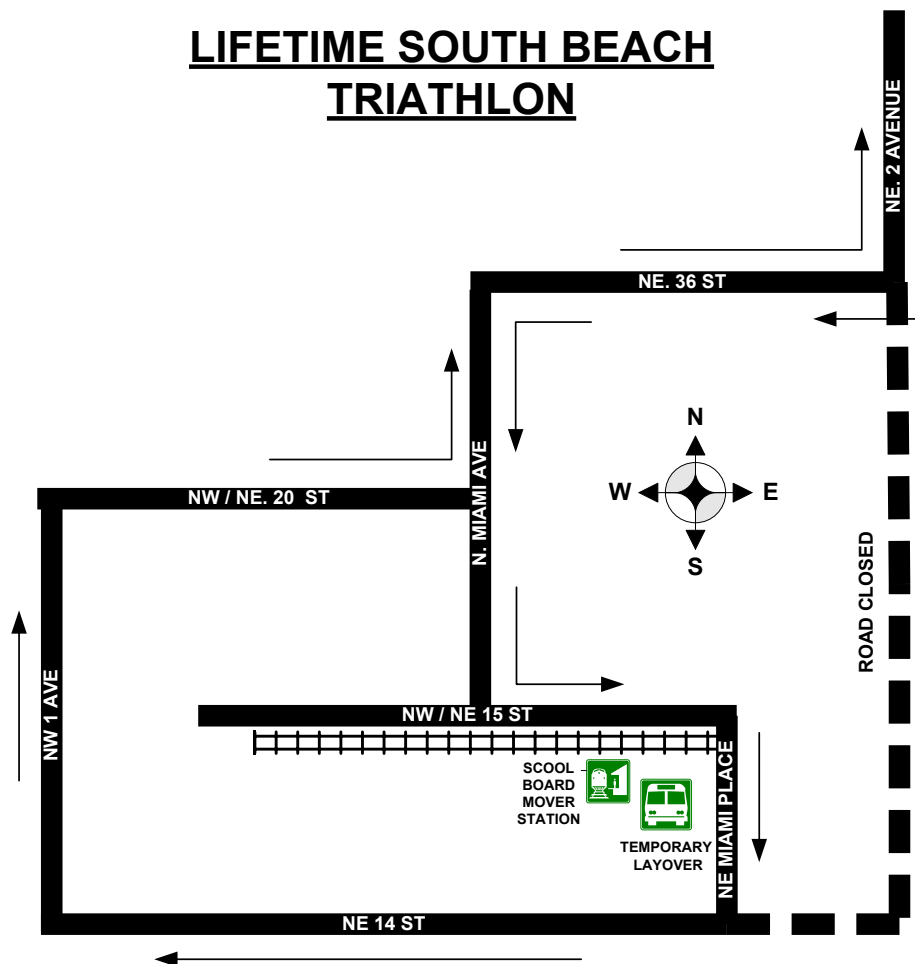 LIFETIME SOUTH BEACH
TRIATHLON
NE. 2 AVENUE
NE. 36 ST
N
W
E
S
N. MIAMI AVE
NW / NE. 20  ST
ROAD CLOSED
NW 1 AVE
NW / NE 15 ST
SCOOL
BOARD
MOVER
STATION
NE MIAMI PLACE
TEMPORARY
LAYOVER
NE 14 ST